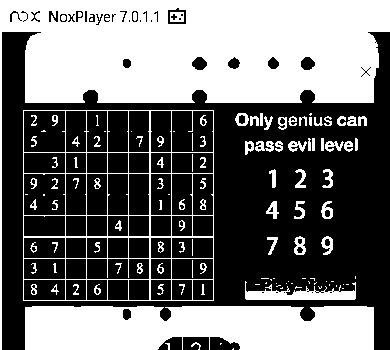 NOX NoxPlayer 7.0.1.1
2 9 1 6
5 4 2 7 9 3
3 1 4 2
9 2 7 8 3 5
4 5 1 6 8
4 9
6 7 5 8 3
3 1 7 8 6 9
8 4 2 6 5 7 1
Only genius can
pass evil level
1 2 3
4 5 6
7 8 9
Play Now